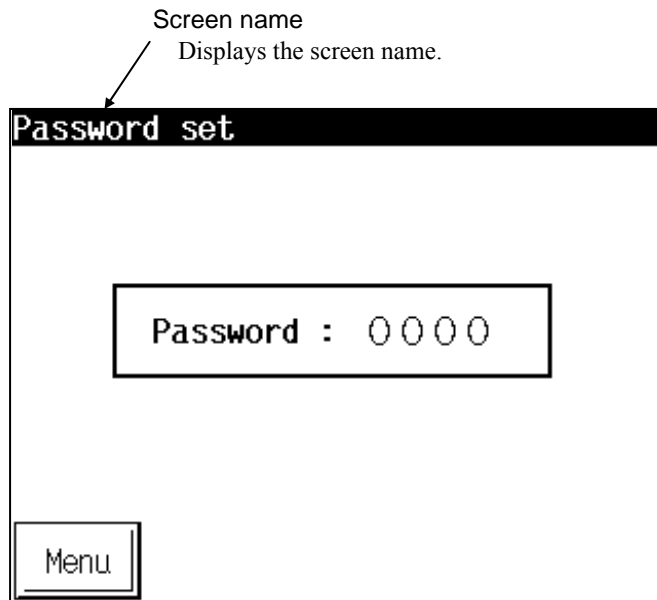 Screen name
Displays the screen name.
Password set
Password : 0000
Menu